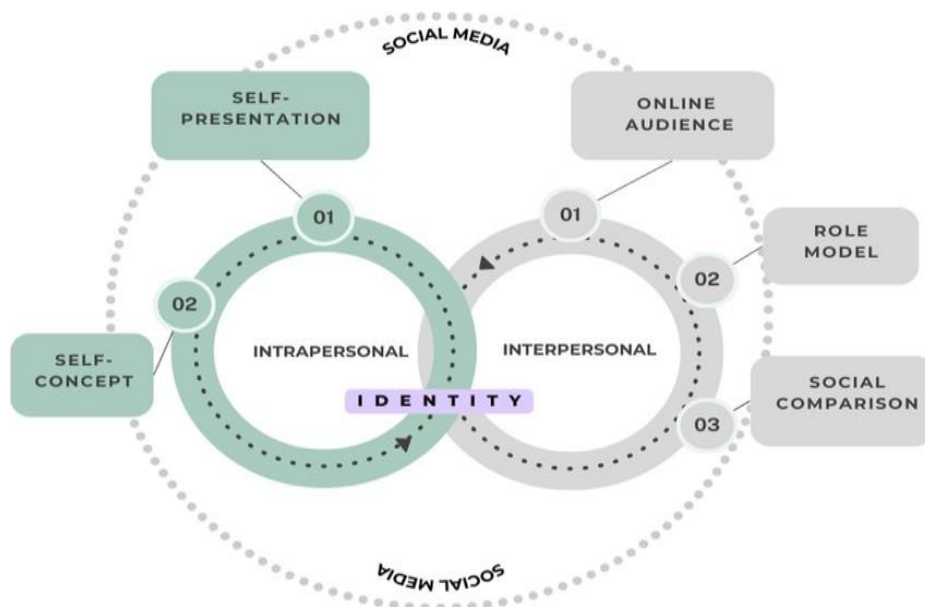 SOCIAL MEDIA
SELF-
PRESENTATION
ONLINE
AUDIENCE
01
01
ROLE
MODEL
02
02
SELF-
CONCEPT
INTRAPERSONAL
INTERPERSONAL
IDENTITY
SOCIAL
COMPARISON
03
SOCIAL MEDIA